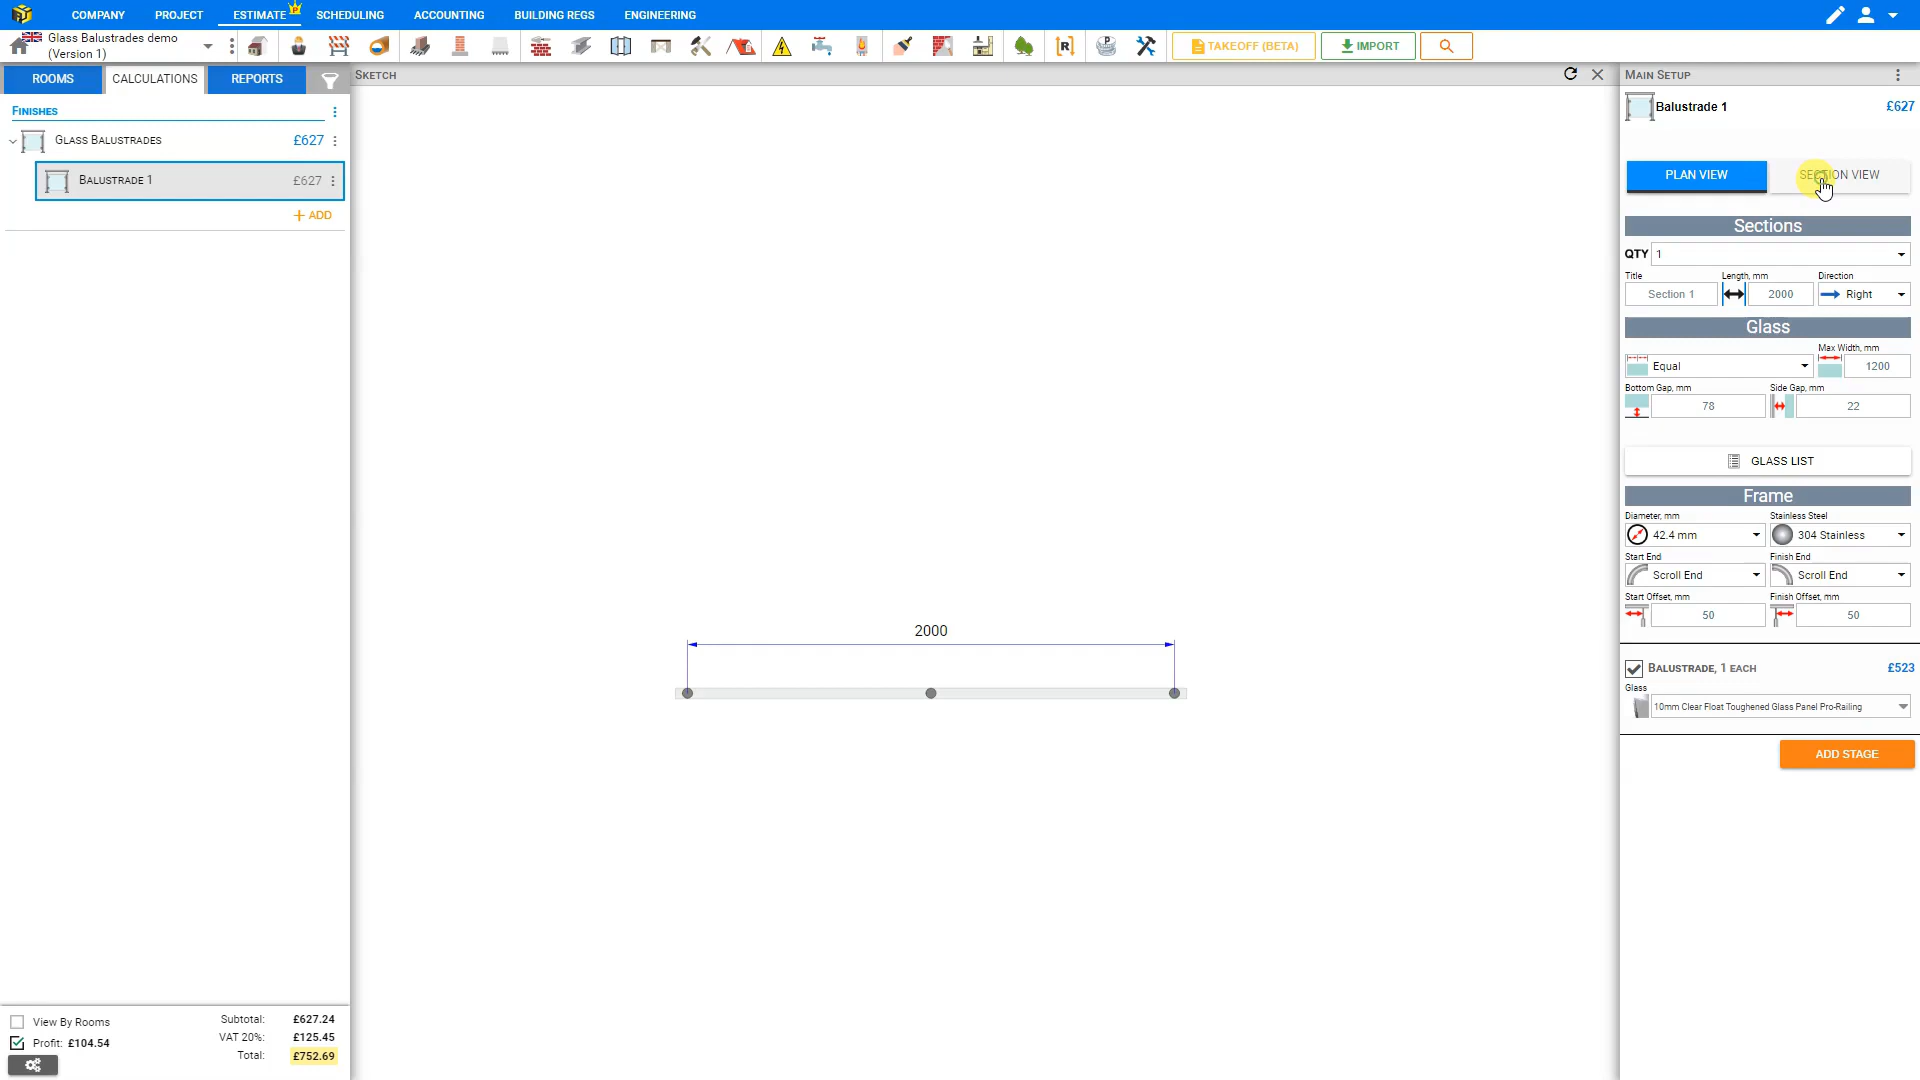 COMPANY PROJECT ESTIMATE SCHEDULING ACCOUNTING BUILDING REGS ENGINEERING
Glass Balustrades demo
(Version 1)
TAKEOFF (BETA) IMPORT
ROOMS CALCULATIONS REPORTS
SKETCH
MAIN SETUP
FINISHES
Balustrade 1 £627
GLASS BALUSTRADES £627
BALUSTRADE 1 £627
+ ADD
PLAN VIEW SECTION VIEW
Sections
QTY 1
Title Length, mm Direction
Section 1 2000 Right
Glass
Max Width, mm
Equal 1200
Bottom Gap, mm Side Gap, mm
78 22
GLASS LIST
Frame
Diameter, mm Stainless Steel
42.4 mm 304 Stainless
Start End Finish End
Scroll End Scroll End
Start Offset, mm Finish Offset, mm
50 50
2000
BALUSTRADE, 1 EACH £523
Glass
10mm Clear Float Toughened Glass Panel Pro-Railing
ADD STAGE
View By Rooms
Profit: £104.54
Subtotal: £627.24
VAT 20%: £125.45
Total: £752.69